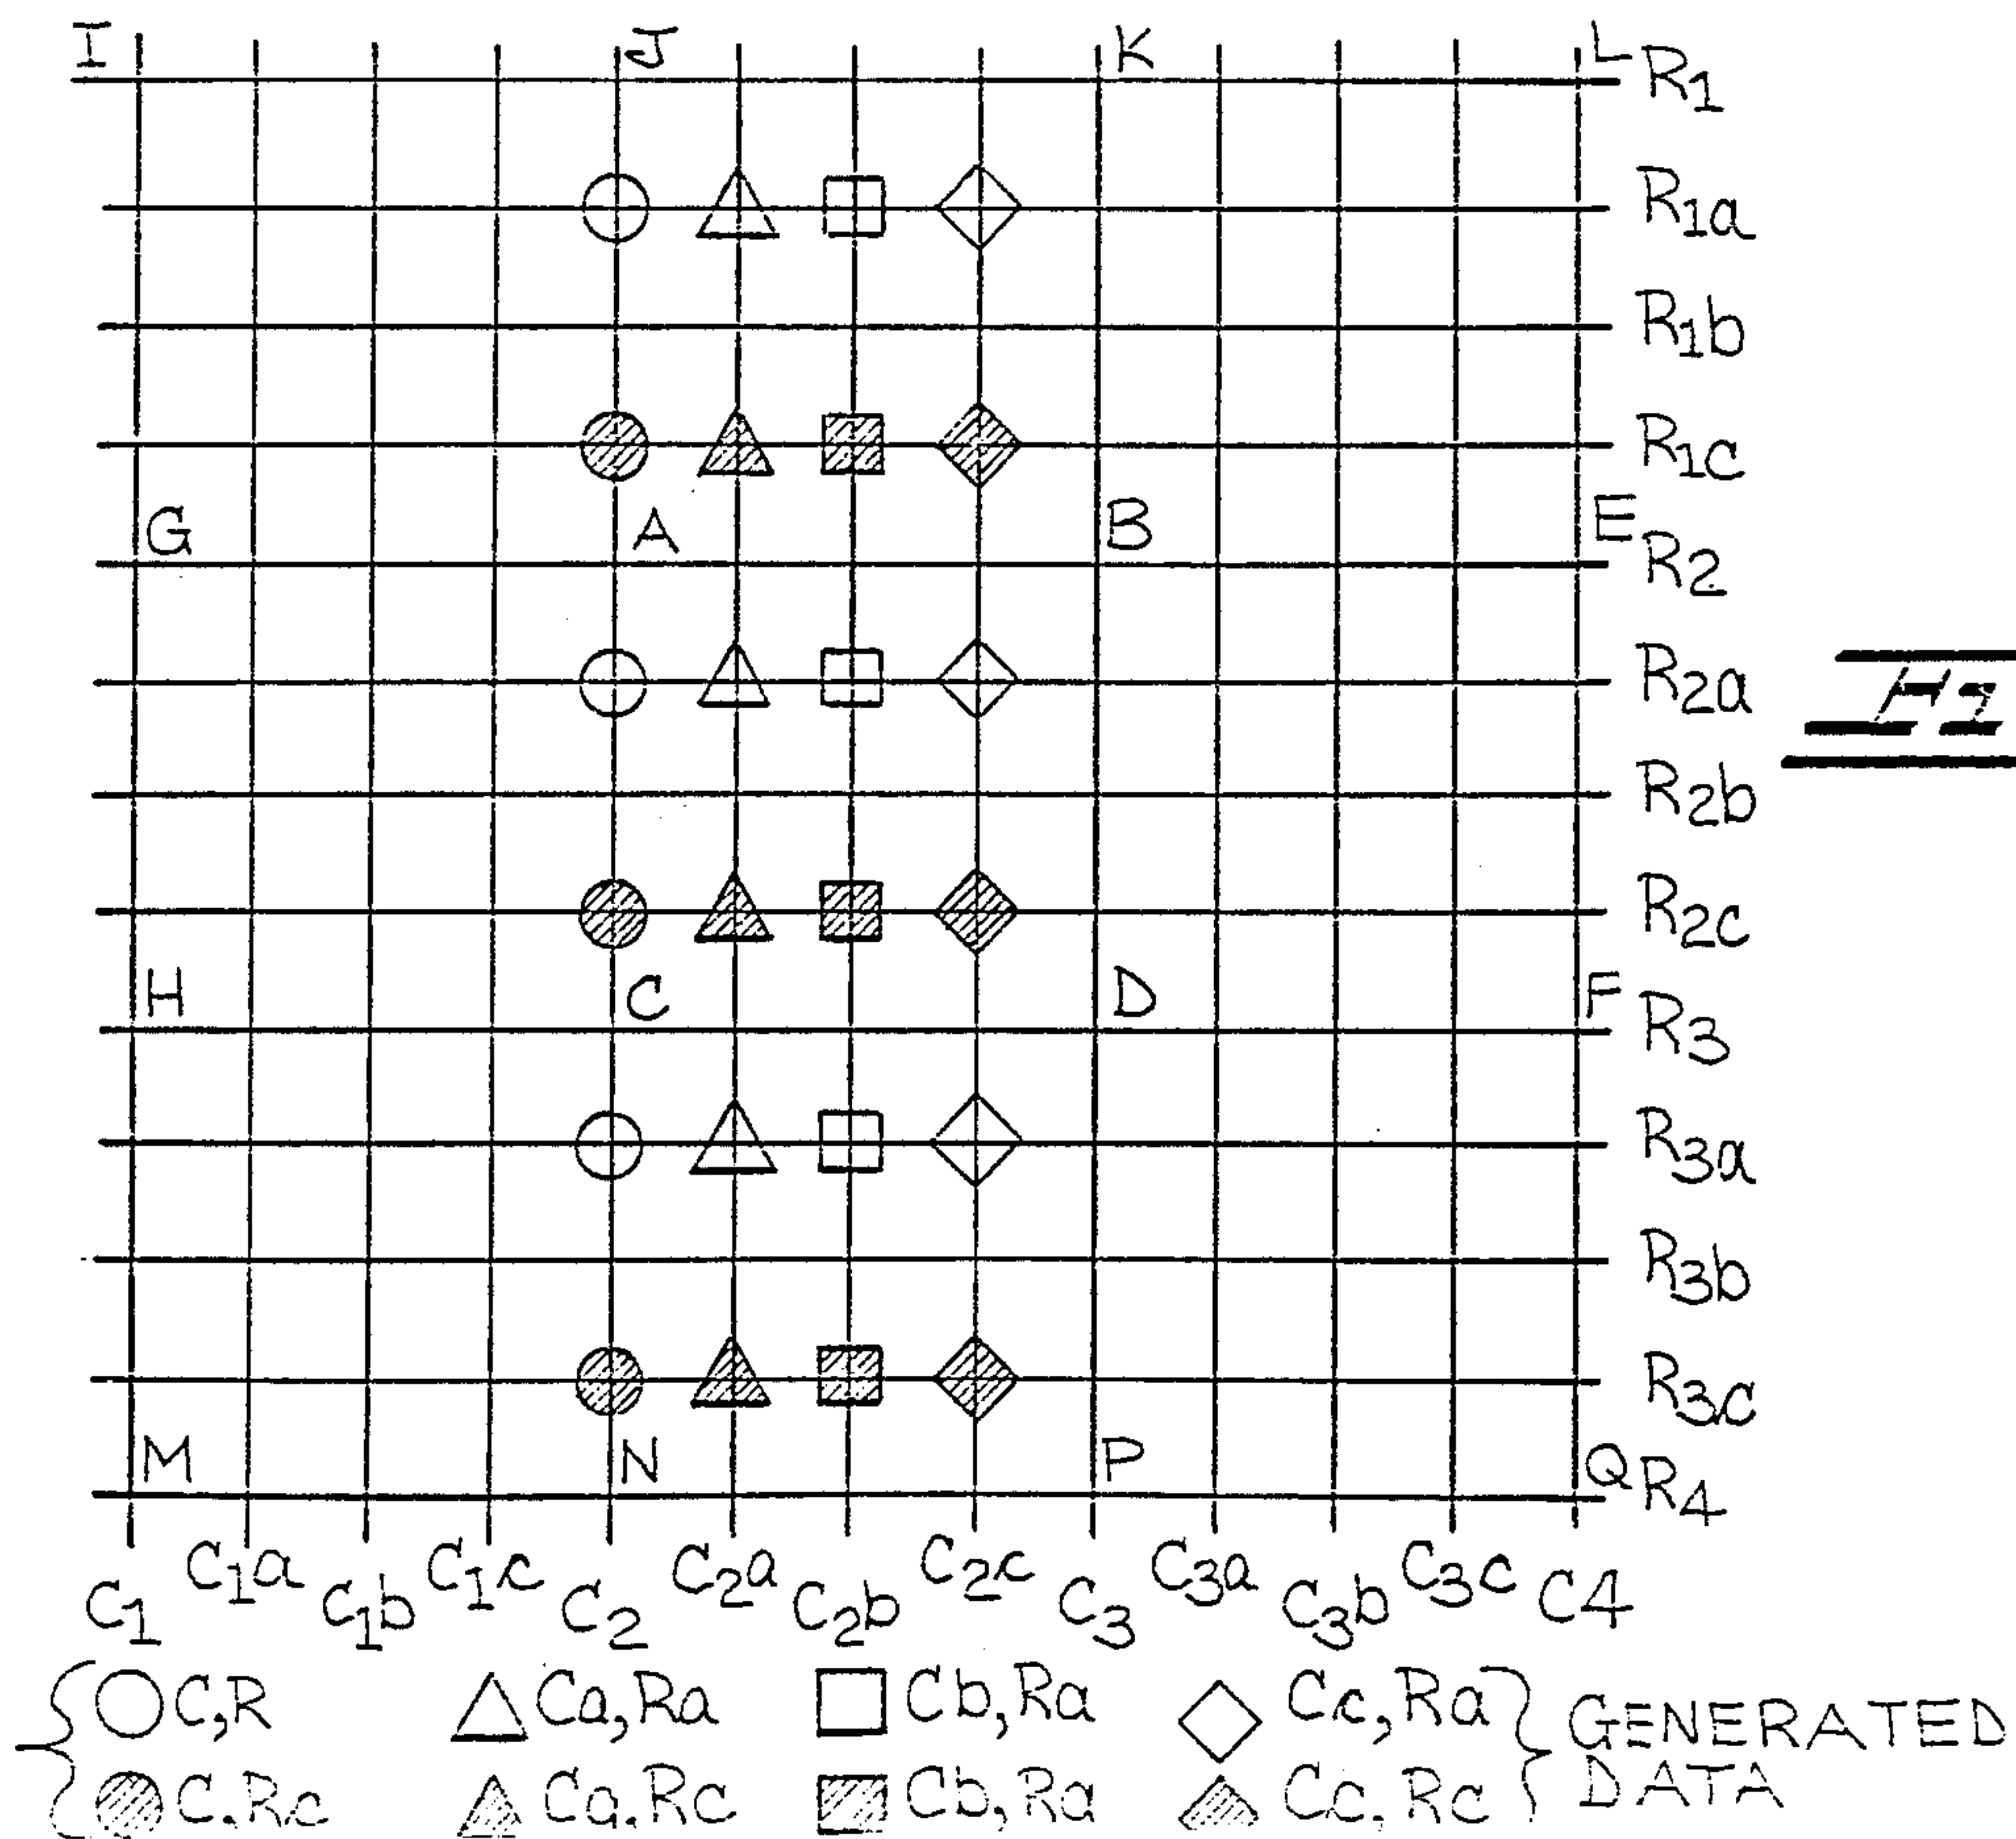 I J K L R1
R1a
R1b
R1c
G A B E R2
R2a
R2b
R2c
H C D F R3
R3a
R3b
R3c
M N P Q R4
C1 C1a C1b C1c C2 C2a C2b C2c C3 C3a C3b C3c C4
C,R Ca,Ra Cb,Ra Cc,Ra GENERATED
C.Rc Ca.Rc Cb,Ra Cc,Rc DATA